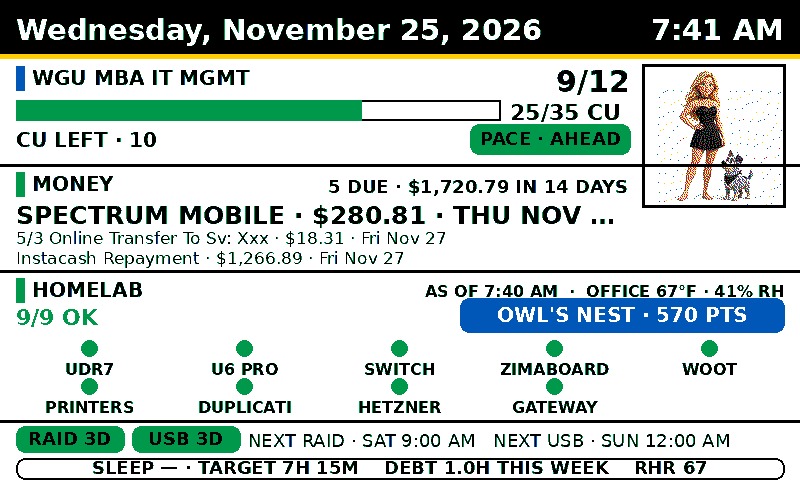 Wednesday, November 25, 2026 7:41 AM
WGU MBA IT MGMT 9/12
25/35 CU
CU LEFT · 10 PACE · AHEAD
MONEY 5 DUE · $1,720.79 IN 14 DAYS
SPECTRUM MOBILE · $280.81 · THU NOV ...
5/3 Online Transfer To Sv: Xxx · $18.31 · Fri Nov 27
Instacash Repayment · $1,266.89 · Fri Nov 27
HOMELAB AS OF 7:40 AM · OFFICE 67°F · 41% RH
9/9 OK OWL'S NEST · 570 PTS
UDR7 U6 PRO SWITCH ZIMABOARD WOOT
PRINTERS DUPLICATI HETZNER GATEWAY
RAID 3D USB 3D NEXT RAID · SAT 9:00 AM NEXT USB · SUN 12:00 AM
SLEEP — · TARGET 7H 15M DEBT 1.0H THIS WEEK RHR 67